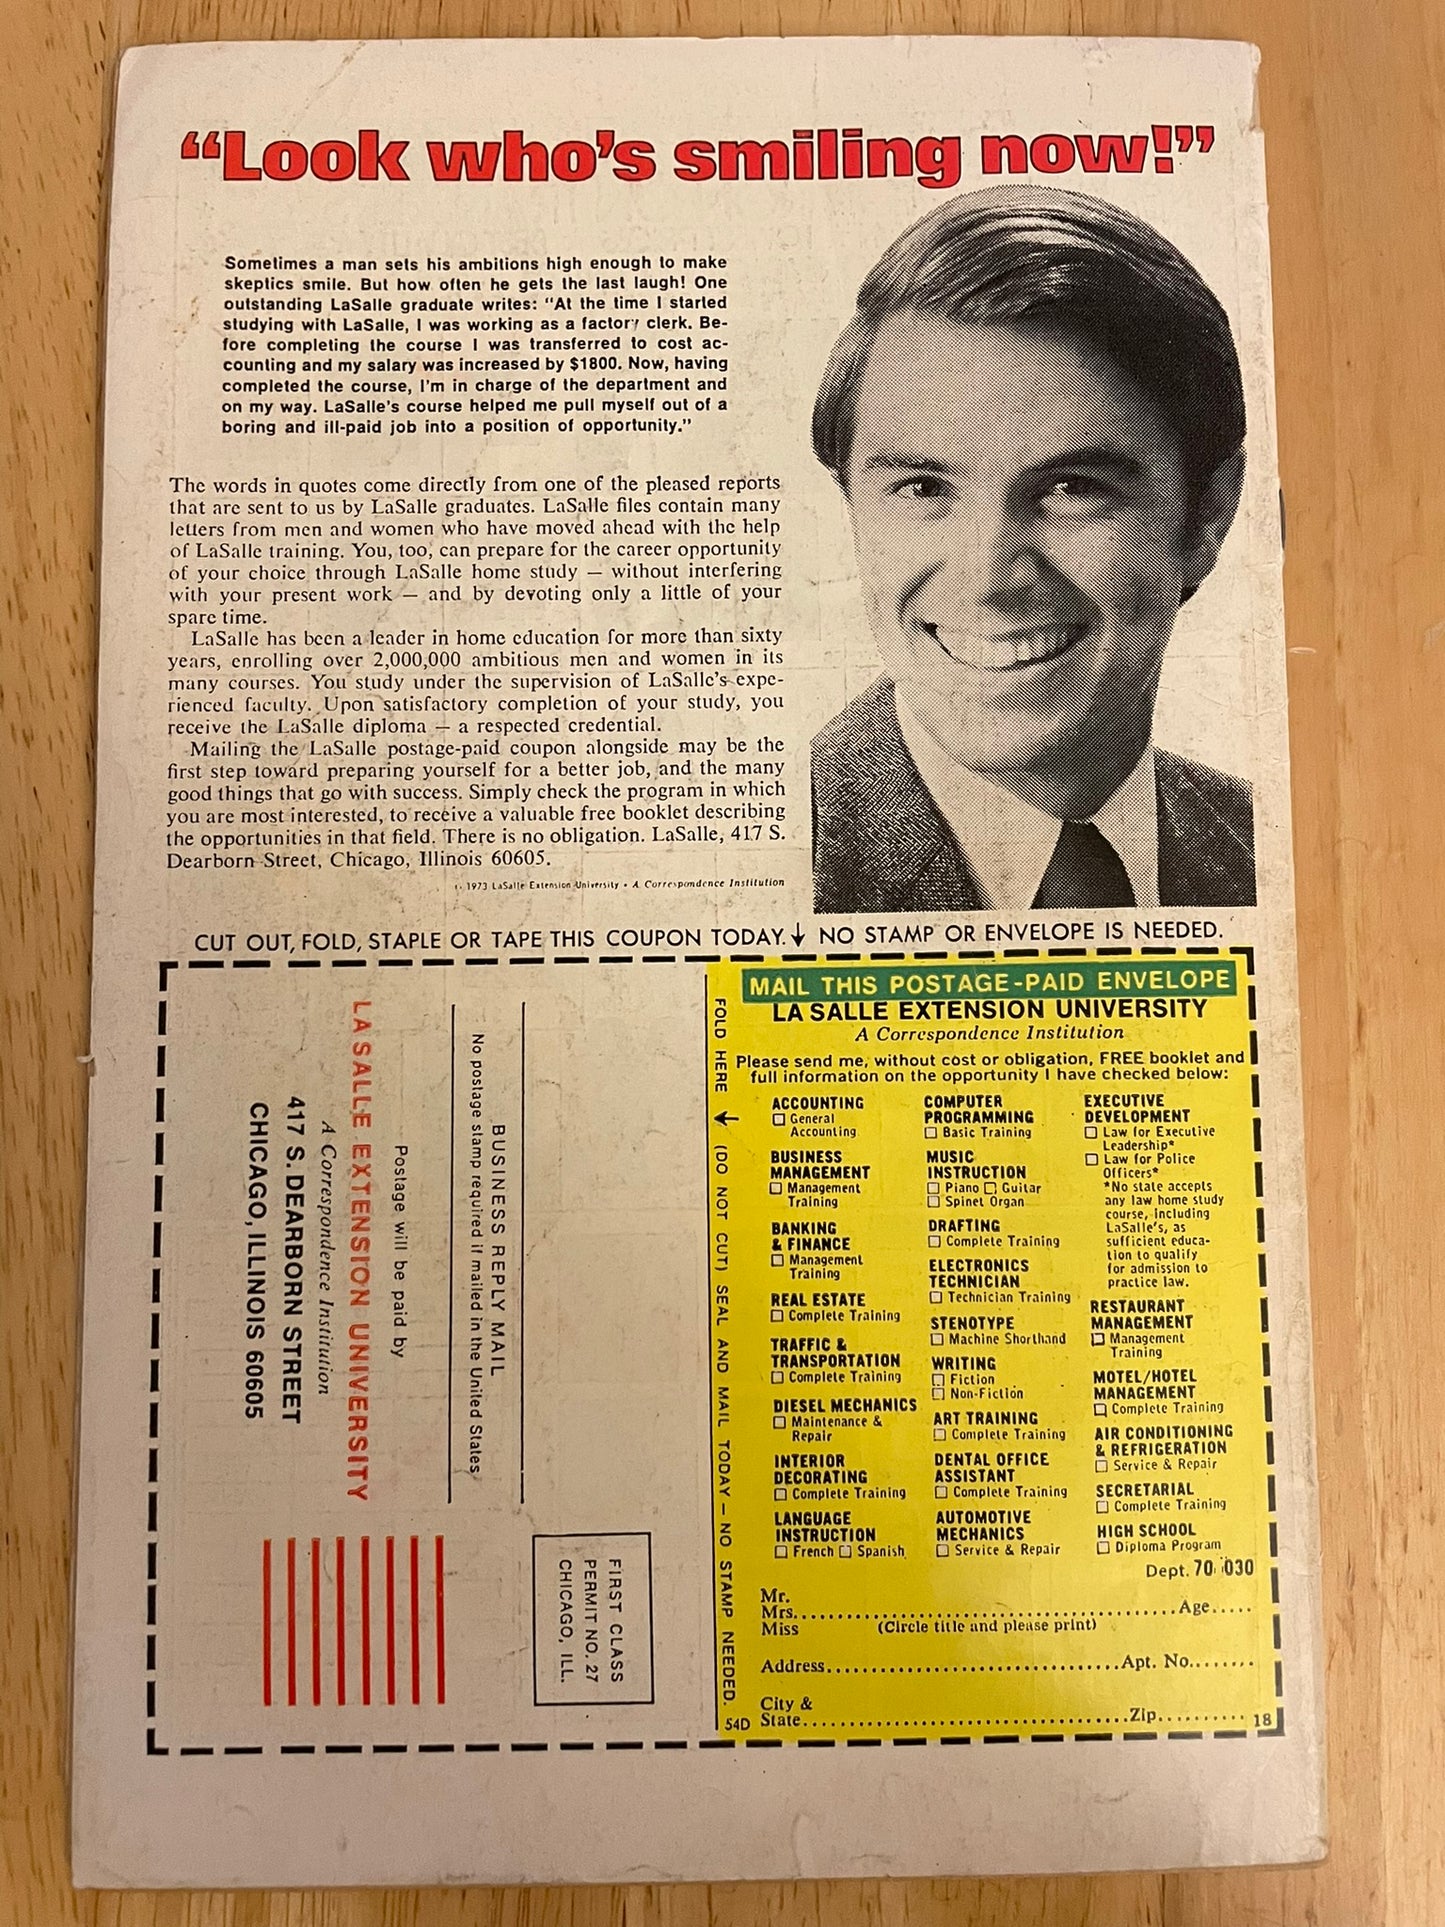 “Look who’s smiling now!”
Sometimes a man sets his ambitions high enough to make
skeptics smile. But how often he gets the last laugh! One
outstanding LaSalle graduate writes: "At the time I started
studying with LaSalle, I was working as a factory clerk. Be-
fore completing the course I was transferred to cost ac-
counting and my salary was increased by $1800. Now, having
completed the course, I'm in charge of the department and
on my way. LaSalle's course helped me pull myself out of a
boring and ill-paid job into a position of opportunity."
The words in quotes come directly from one of the pleased reports
that are sent to us by LaSalle graduates. LaSalle files contain many
letters from men and women who have moved ahead with the help
of LaSalle training. You, too, can prepare for the career opportunity
of your choice through LaSalle home study — without interfering
with your present work — and by devoting only a little of your
spare time.
LaSalle has been a leader in home education for more than sixty
years, enrolling over 2,000,000 ambitious men and women in its
many courses. You study under the supervision of LaSalle's expe-
rienced faculty. Upon satisfactory completion of your study, you
receive the LaSalle diploma — a respected credential.
Mailing the LaSalle postage-paid coupon alongside may be the
first step toward preparing yourself for a better job, and the many
good things that go with success. Simply check the program in which
you are most interested, to receive a valuable free booklet describing
the opportunities in that field. There is no obligation. LaSalle, 417 S.
Dearborn Street, Chicago, Illinois 60605.
1973 LaSalle Extension University • A Correspondence Institution
CUT OUT, FOLD, STAPLE OR TAPE THIS COUPON TODAY. ↓ NO STAMP OR ENVELOPE IS NEEDED.
FIRST CLASS
PERMIT NO. 27
CHICAGO, ILL.
BUSINESS REPLY MAIL
No postage stamp required if mailed in the United States
Postage will be paid by
LA SALLE EXTENSION UNIVERSITY
A Correspondence Institution
417 S. DEARBORN STREET
CHICAGO, ILLINOIS 60605
FOLD HERE ↓ (DO NOT CUT) SEAL AND MAIL TODAY — NO STAMP NEEDED.
MAIL THIS POSTAGE-PAID ENVELOPE
LA SALLE EXTENSION UNIVERSITY
A Correspondence Institution
Please send me, without cost or obligation, FREE booklet and
full information on the opportunity I have checked below:
ACCOUNTING
☐ General
Accounting
BUSINESS
MANAGEMENT
☐ Management
Training
BANKING
& FINANCE
☐ Management
Training
REAL ESTATE
☐ Complete Training
TRAFFIC &
TRANSPORTATION
☐ Complete Training
DIESEL MECHANICS
☐ Maintenance &
Repair
INTERIOR
DECORATING
☐ Complete Training
LANGUAGE
INSTRUCTION
☐ French ☐ Spanish
COMPUTER
PROGRAMMING
☐ Basic Training
MUSIC
INSTRUCTION
☐ Piano ☐ Guitar
☐ Spinet Organ
DRAFTING
☐ Complete Training
ELECTRONICS
TECHNICIAN
☐ Technician Training
STENOTYPE
☐ Machine Shorthand
WRITING
☐ Fiction
☐ Non-Fiction
ART TRAINING
☐ Complete Training
DENTAL OFFICE
ASSISTANT
☐ Complete Training
AUTOMOTIVE
MECHANICS
☐ Service & Repair
EXECUTIVE
DEVELOPMENT
☐ Law for Executive
Leadership*
☐ Law for Police
Officers*
*No state accepts
any law home study
course, including
LaSalle's, as
sufficient educa-
tion to qualify
for admission to
practice law.
RESTAURANT
MANAGEMENT
☐ Management
Training
MOTEL/HOTEL
MANAGEMENT
☐ Complete Training
AIR CONDITIONING
& REFRIGERATION
☐ Service & Repair
SECRETARIAL
☐ Complete Training
HIGH SCHOOL
☐ Diploma Program
Dept. 70 030
Mr.
Mrs. Age
Miss (Circle title and please print)
Address Apt. No.
City &
54D State Zip 18